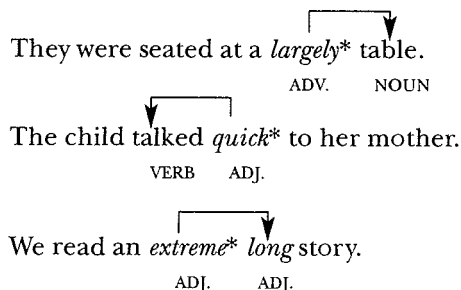 They were seated at a largely* table.
ADV. NOUN
The child talked quick* to her mother.
VERB ADJ.
We read an extreme* long story.
ADJ. ADJ.